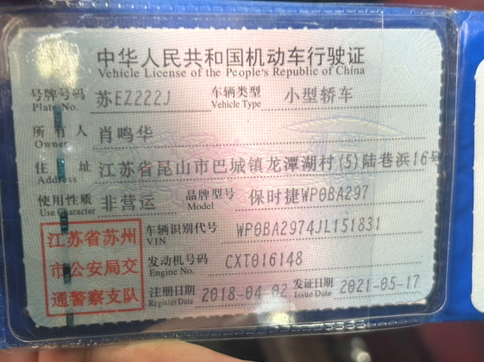 中华人民共和国机动车行驶证
Vehicle License of the People's Republic of China
号牌号码 苏EZ222J 车辆类型 小型轿车
Plate No. Vehicle Type
所有人 肖鸣华
Owner
住址 江苏省昆山市巴城镇龙潭湖村(5)陆巷浜16号
Address
使用性质 非营运 品牌型号 保时捷WP0BA297
Use Character Model
江苏省苏州 车辆识别代号 WP0BA2974JL151831
VIN
市公安局交 发动机号码 CXT016148
Engine No.
通警察支队 注册日期 2018-04-02 发证日期 2021-05-17
Register Date Issue Date